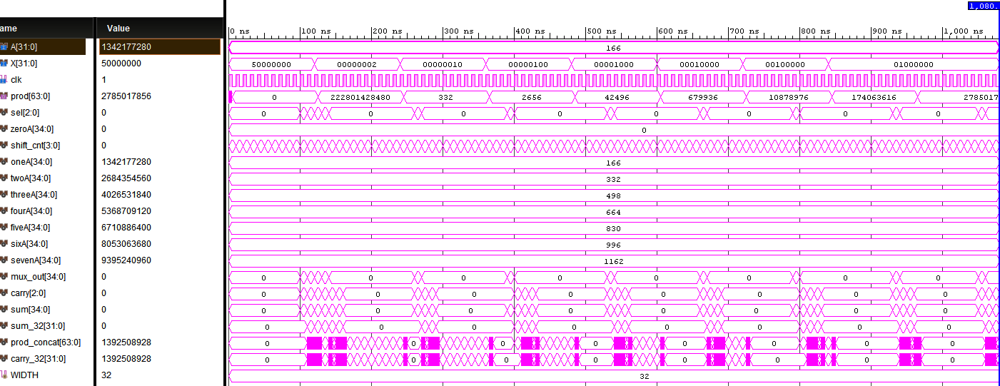 1,080.
ame Value
0 ns 100 ns 200 ns 300 ns 400 ns 500 ns 600 ns 700 ns 800 ns 900 ns 1,000 ns
A[31:0] 1342177280 166
X[31:0] 50000000 50000000 00000002 00000010 00000100 00001000 00010000 00100000 01000000
clk 1
prod[63:0] 2785017856 0 222801428480 332 2656 42496 679936 10878976 174063616 2785017
sel[2:0] 0 0 0 0 0 0 0 0 0
zeroA[34:0] 0 0
shift_cnt[3:0] 0
oneA[34:0] 1342177280 166
twoA[34:0] 2684354560 332
threeA[34:0] 4026531840 498
fourA[34:0] 5368709120 664
fiveA[34:0] 6710886400 830
sixA[34:0] 8053063680 996
sevenA[34:0] 9395240960 1162
mux_out[34:0] 0 0 0 0 0 0 0 0 0
carry[2:0] 0 0 0 0 0 0 0 0 0
sum[34:0] 0 0 0 0 0 0 0 0 0
sum_32[31:0] 0 0 0 0 0 0 0 0 0
prod_concat[63:0] 1392508928 0 0 0 0 0 0 0 0
carry_32[31:0] 1392508928 0 0 0 0 0 0 0 0
WIDTH 32 32